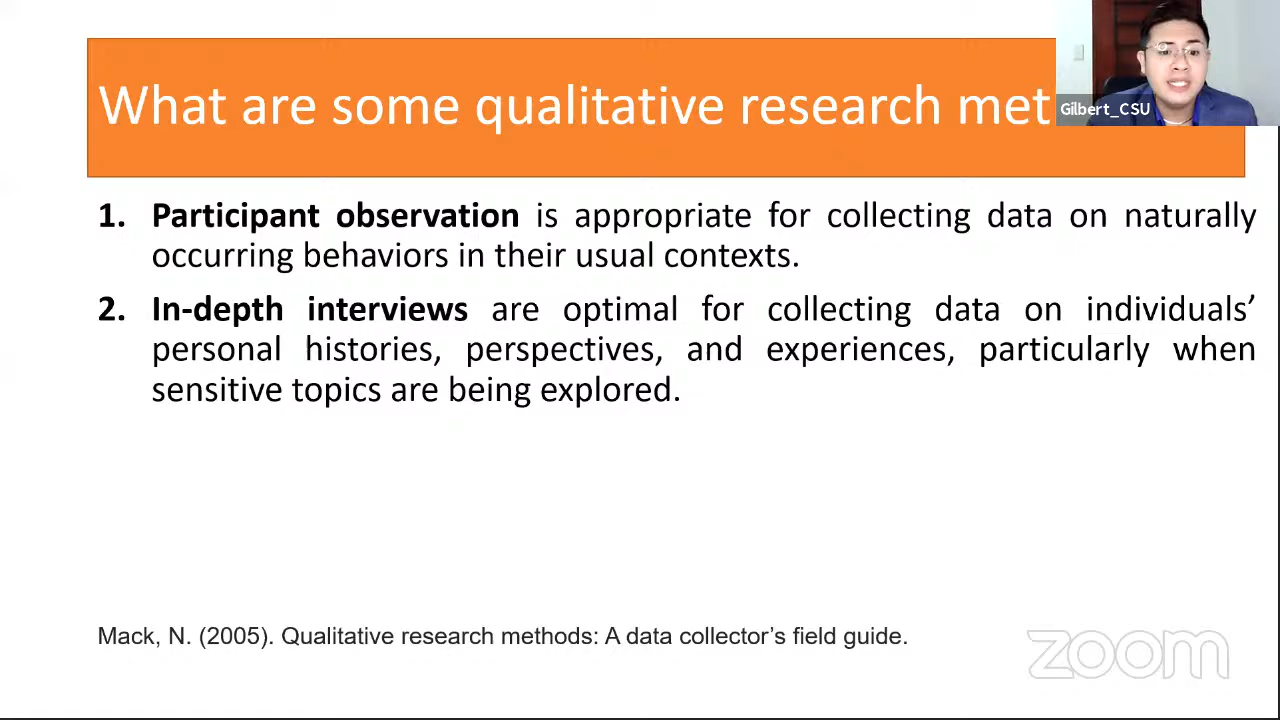 What are some qualitative research met
Gilbert_CSU
1. Participant observation is appropriate for collecting data on naturally
occurring behaviors in their usual contexts.
2. In-depth interviews are optimal for collecting data on individuals’
personal histories, perspectives, and experiences, particularly when
sensitive topics are being explored.
Mack, N. (2005). Qualitative research methods: A data collector’s field guide.
zoom